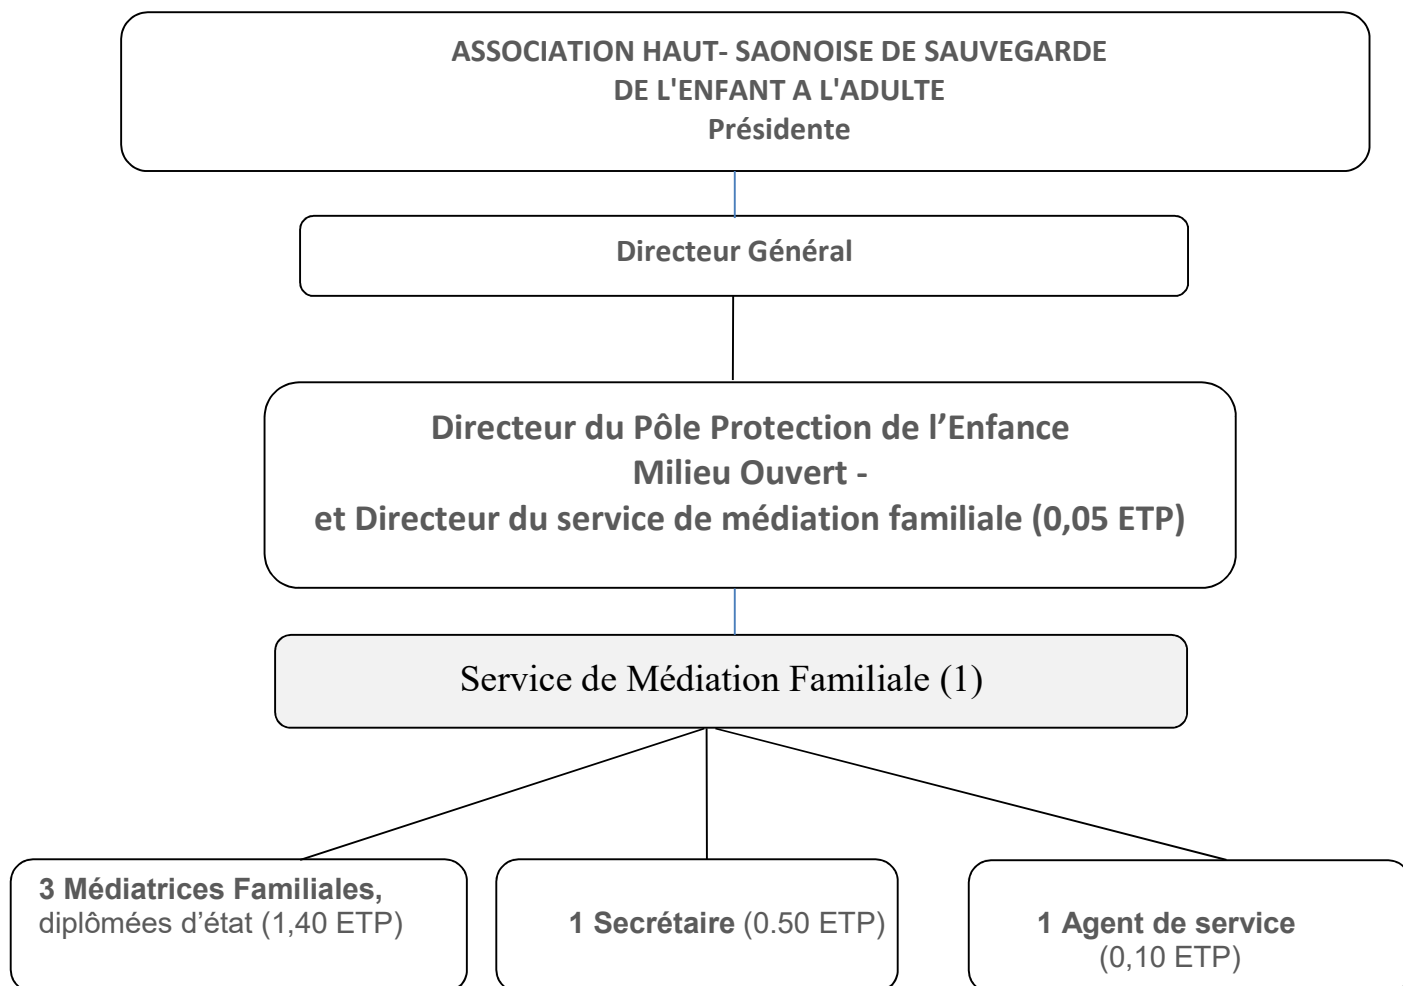 ASSOCIATION HAUT- SAONOISE DE SAUVEGARDE
DE L'ENFANT A L'ADULTE
Présidente
Directeur Général
Directeur du Pôle Protection de l’Enfance
Milieu Ouvert -
et Directeur du service de médiation familiale (0,05 ETP)
Service de Médiation Familiale (1)
3 Médiatrices Familiales,
diplômées d’état (1,40 ETP)
1 Secrétaire (0.50 ETP)
1 Agent de service
(0,10 ETP)